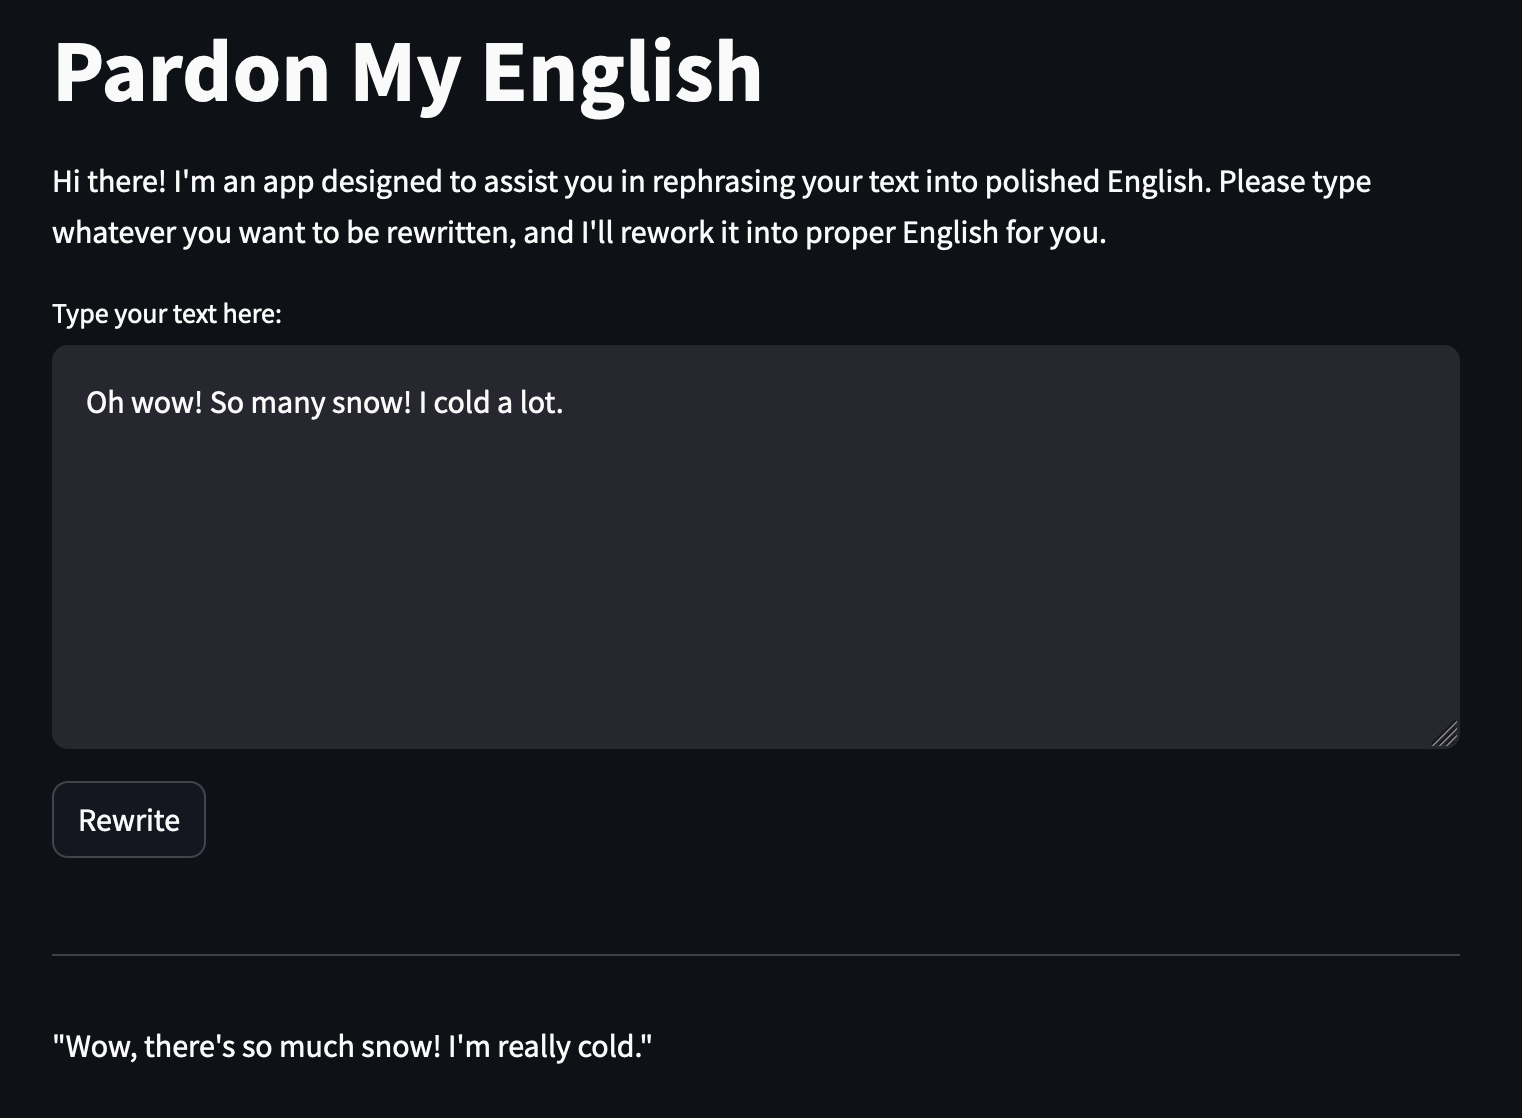 Pardon My English
Hi there! I'm an app designed to assist you in rephrasing your text into polished English. Please type
whatever you want to be rewritten, and I'll rework it into proper English for you.
Type your text here:
Oh wow! So many snow! I cold a lot.
Rewrite
"Wow, there's so much snow! I'm really cold."